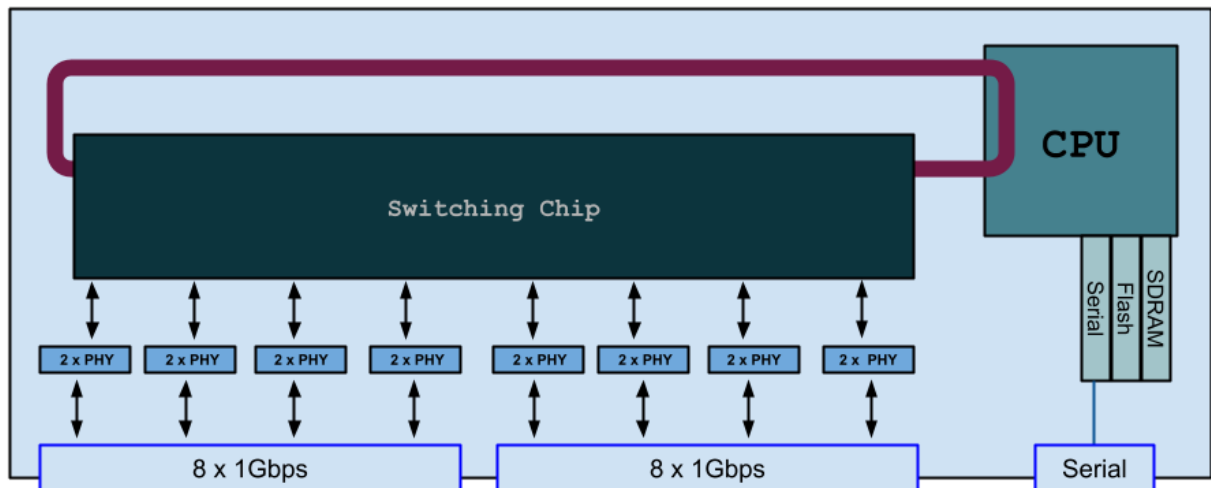 CPU
Switching Chip
Serial
Flash
SDRAM
2 x PHY
2 x PHY
2 x PHY
2 x PHY
2 x PHY
2 x PHY
2 x PHY
2 x PHY
8 x 1Gbps
8 x 1Gbps
Serial